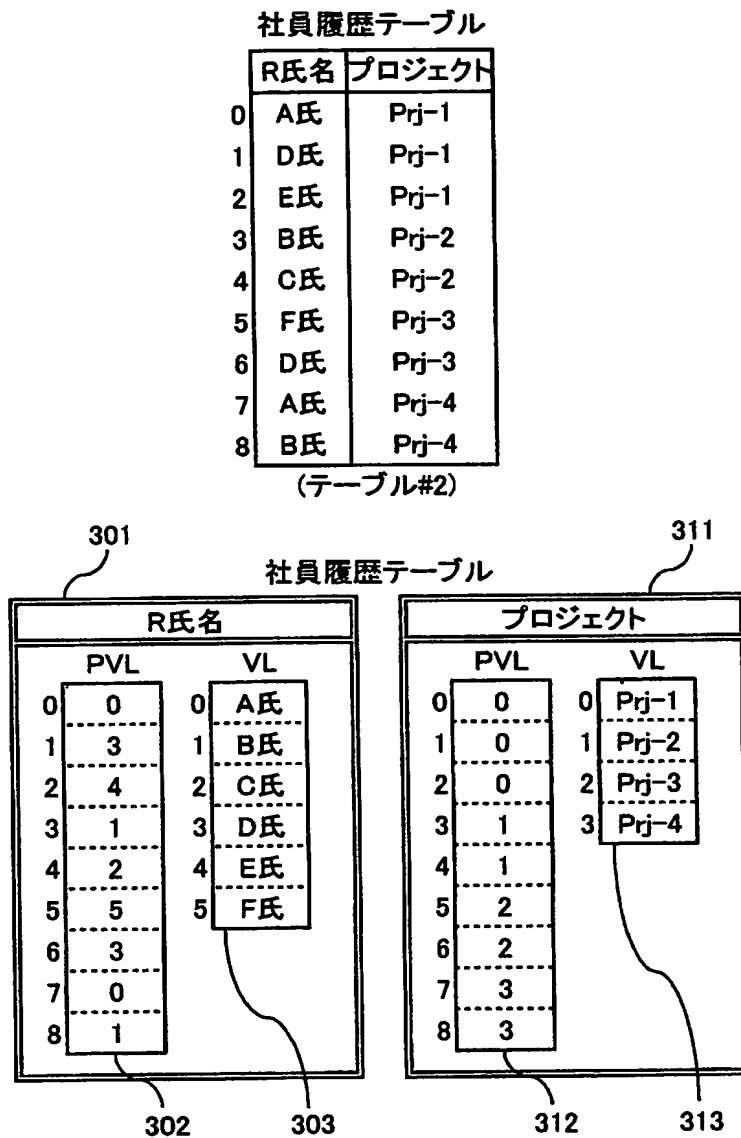 社員履歴テーブル
R氏名 プロジェクト
0 A氏 Prj-1
1 D氏 Prj-1
2 E氏 Prj-1
3 B氏 Prj-2
4 C氏 Prj-2
5 F氏 Prj-3
6 D氏 Prj-3
7 A氏 Prj-4
8 B氏 Prj-4
(テーブル#2)
301 311
社員履歴テーブル
R氏名 プロジェクト
PVL VL PVL VL
0 0 0 A氏 0 0 0 Prj-1
1 3 1 B氏 1 0 1 Prj-2
2 4 2 C氏 2 0 2 Prj-3
3 1 3 D氏 3 1 3 Prj-4
4 2 4 E氏 4 1
5 5 5 F氏 5 2
6 3 6 2
7 0 7 3
8 1 8 3
302 303 312 313